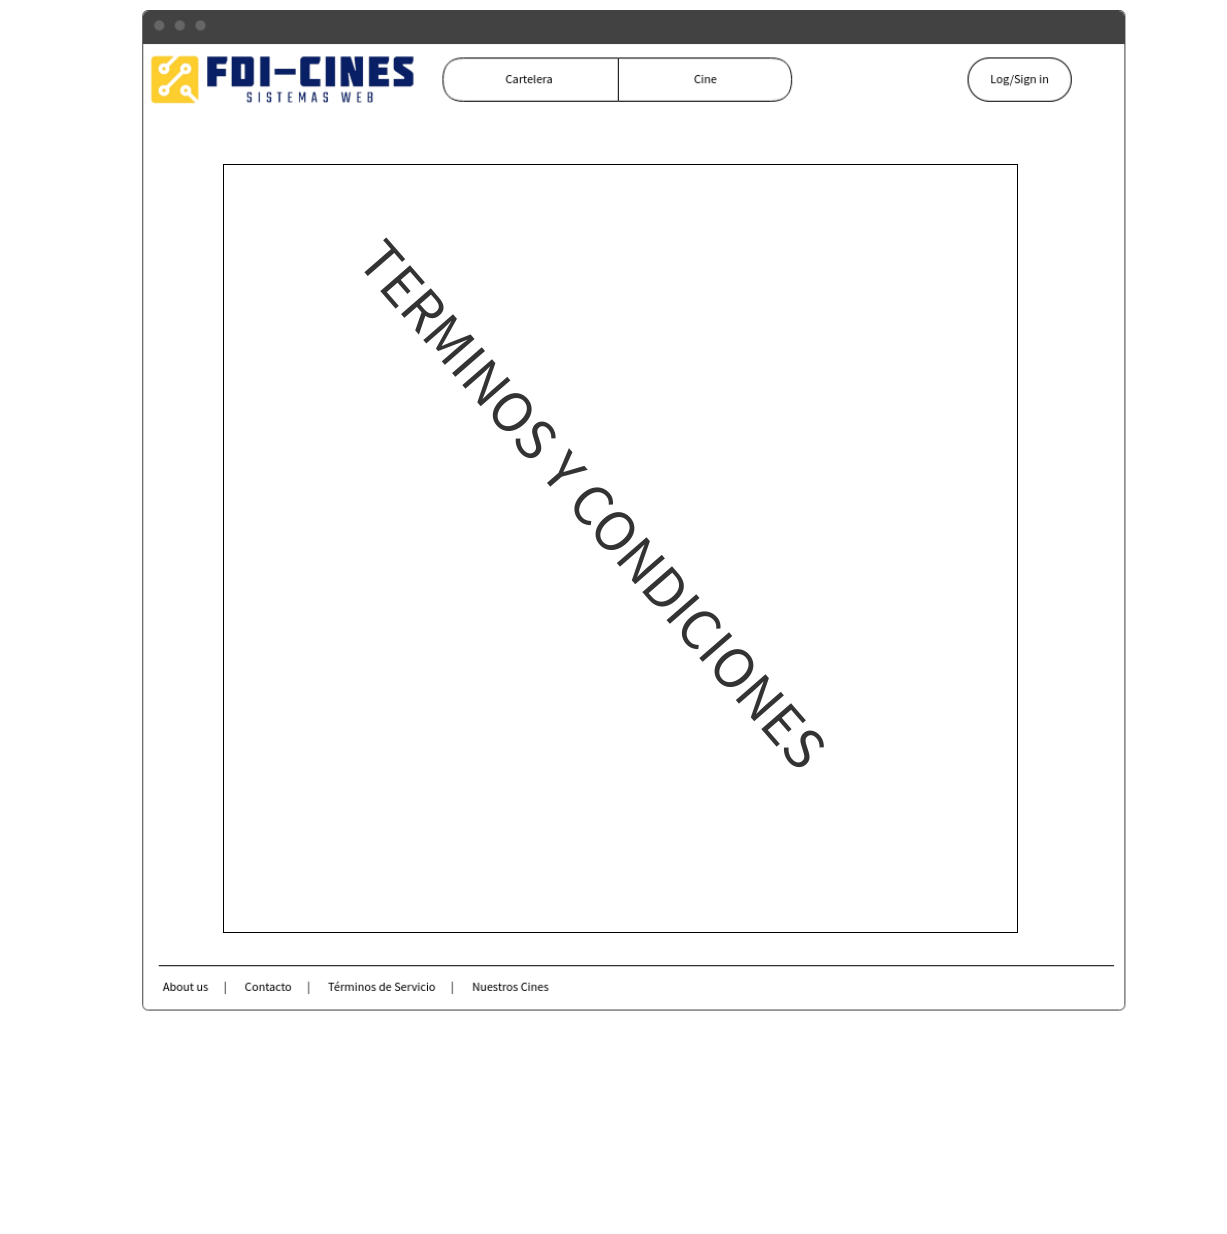 FDI-CINES
SISTEMAS WEB
Cartelera
Cine
Log/Sign in
TERMINOS Y CONDICIONES
About us | Contacto | Términos de Servicio | Nuestros Cines